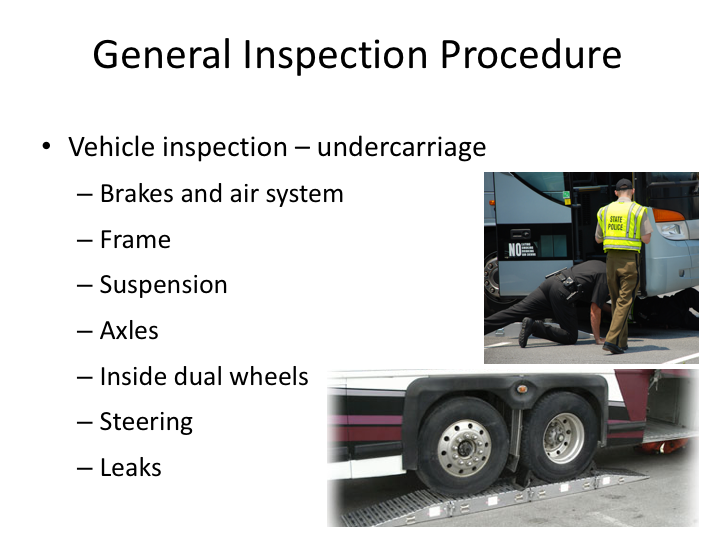 General Inspection Procedure
• Vehicle inspection – undercarriage
– Brakes and air system
– Frame
– Suspension
– Axles
– Inside dual wheels
– Steering
– Leaks
STATE
POLICE
NO